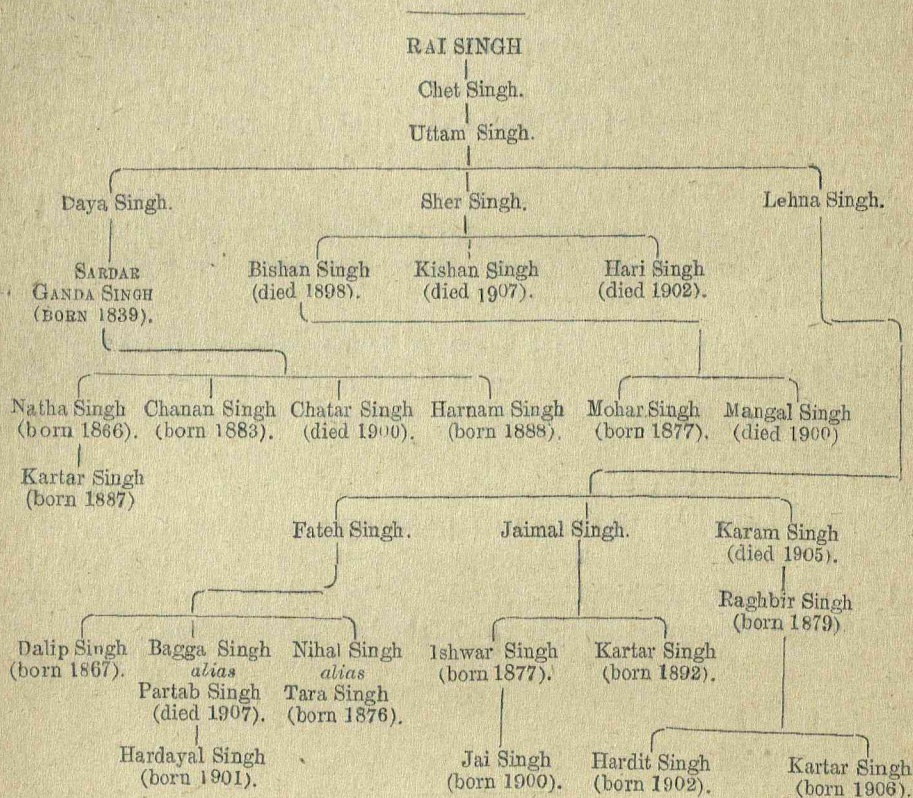 RAI SINGH
Chet Singh.
Uttam Singh.
Daya Singh. Sher Singh. Lehna Singh.
SARDAR
GANDA SINGH
(BORN 1839).
Bishan Singh Kishan Singh Hari Singh
(died 1898). (died 1907). (died 1902).
Natha Singh Chanan Singh Chatar Singh Harnam Singh Mohar Singh Mangal Singh
(born 1866). (born 1883). (died 1900). (born 1888). (born 1877). (died 1900)
Kartar Singh
(born 1887)
Fateh Singh. Jaimal Singh. Karam Singh
(died 1905).
Raghbir Singh
(born 1879)
Dalip Singh Bagga Singh Nihal Singh Ishwar Singh Kartar Singh
(born 1867). alias alias (born 1877). (born 1892).
Partab Singh Tara Singh
(died 1907). (born 1876).
Hardayal Singh Jai Singh Hardit Singh Kartar Singh
(born 1901). (born 1900). (born 1902). (born 1906).